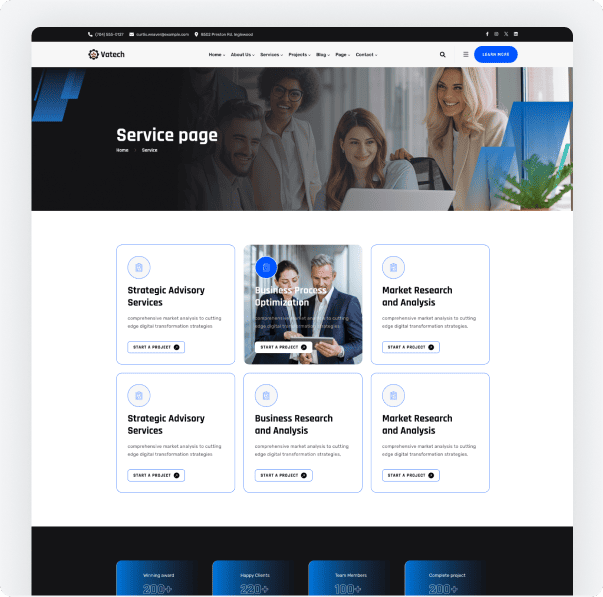 (704) 555-0127 curtis.weaver@example.com 8502 Preston Rd. Inglewood
Vatech
Home About Us Services Projects Blog Page Contact
LEARN MORE
Service page
Home / Service
Strategic Advisory
Services
comprehensive market analysis to cutting
edge digital transformation strategies
START A PROJECT
Business Process
Optimization
comprehensive market analysis to cutting
edge digital transformation strategies.
START A PROJECT
Market Research
and Analysis
comprehensive market analysis to cutting
edge digital transformation strategies.
START A PROJECT
Strategic Advisory
Services
comprehensive market analysis to cutting
edge digital transformation strategies
START A PROJECT
Business Research
and Analysis
comprehensive market analysis to cutting
edge digital transformation strategies.
START A PROJECT
Market Research
and Analysis
comprehensive market analysis to cutting
edge digital transformation strategies.
START A PROJECT
Winning award
200+
Happy Clients
220+
Team Members
100+
Complete project
200+